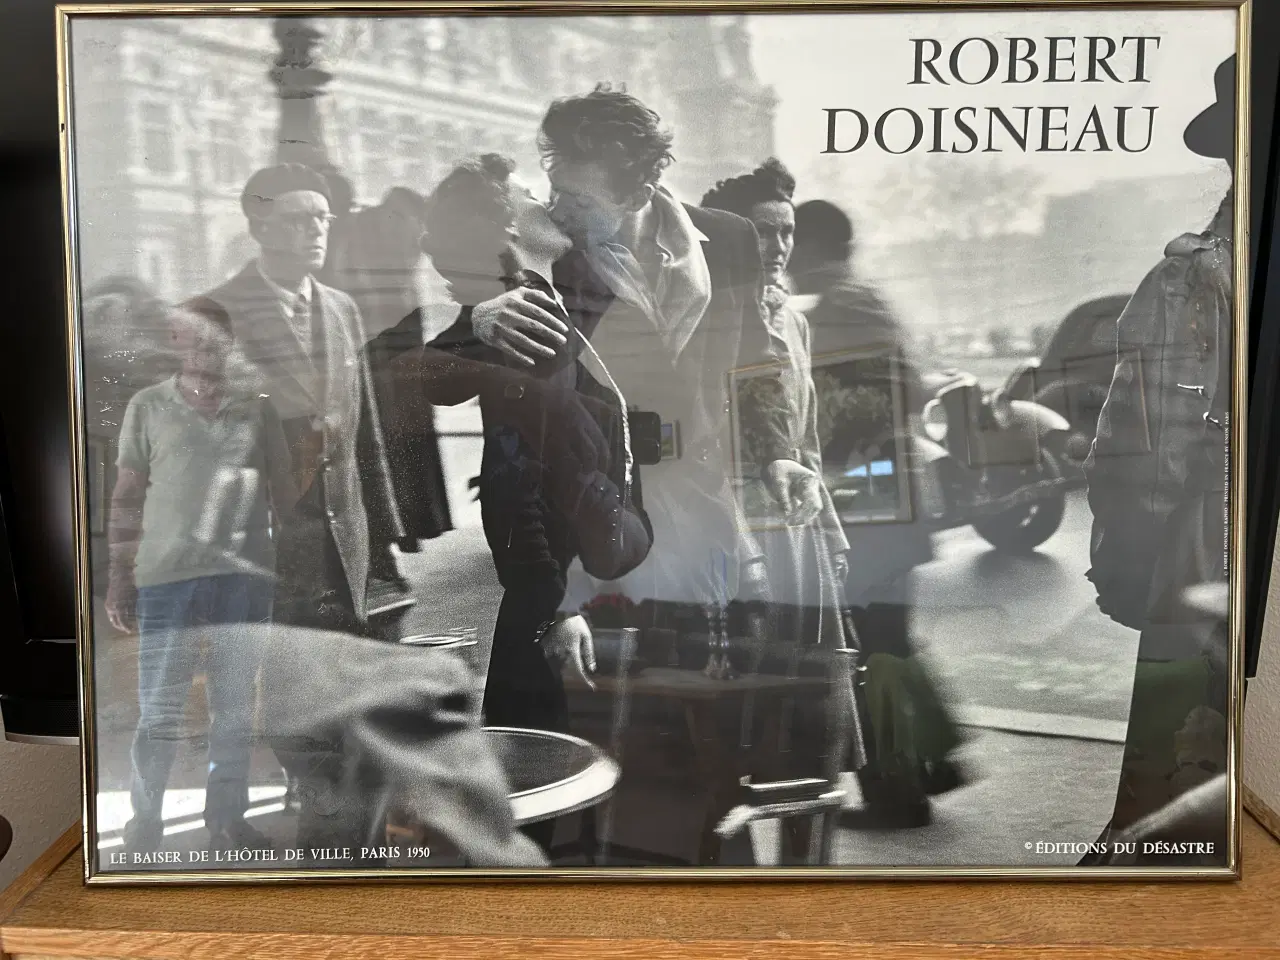 ROBERT
DOISNEAU
LE BAISER DE L'HÔTEL DE VILLE, PARIS 1950
© ÉDITIONS DU DÉSASTRE